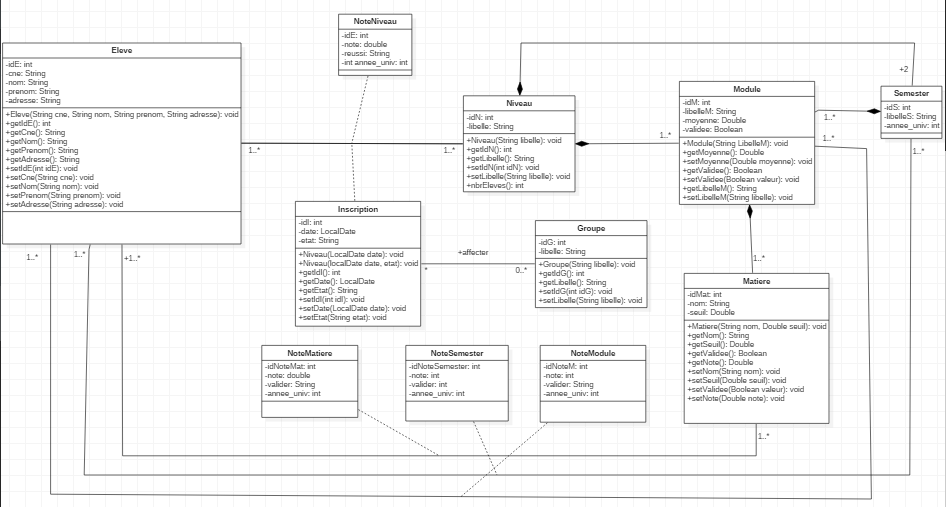 NoteNiveau
-idE: int
-note: double
-reussi: String
-int annee_univ: int
Eleve
-idE: int
-cne: String
-nom: String
-prenom: String
-adresse: String
+Eleve(String cne, String nom, String prenom, String adresse): void
+getIdE(): int
+getCne(): String
+getNom(): String
+getPrenom(): String
+getAdresse(): String
+setIdE(int idE): void
+setCne(String cne): void
+setNom(String nom): void
+setPrenom(String prenom): void
+setAdresse(String adresse): void
1..*
1..*
Niveau
-idN: int
-libelle: String
+Niveau(String libelle): void
+getIdN(): int
+getLibelle(): String
+setIdN(int idN): void
+setLibelle(String libelle): void
+nbrEleves(): int
1..*
Module
-idM: int
-libelleM: String
-moyenne: Double
-validee: Boolean
+Module(String LibelleM): void
+getMoyenne(): Double
+setMoyenne(Double moyenne): void
+getValidee(): Boolean
+setValidee(Boolean valeur): void
+getLibelleM(): String
+setLibelleM(String libelle): void
+2
Semester
-idS: int
-libelleS: String
-annee_univ: int
1..*
1..*
1..*
Inscription
-idI: int
-date: LocalDate
-etat: String
+Niveau(LocalDate date): void
+Niveau(localDate date, etat): void
+getIdI(): int
+getDate(): LocalDate
+getEtat(): String
+setIdI(int idI): void
+setDate(LocalDate date): void
+setEtat(String etat): void
+affecter
*
0..*
Groupe
-idG: int
-libelle: String
+Groupe(String libelle): void
+getIdG(): int
+getLibelle(): String
+setIdG(int idG): void
+setLibelle(String libelle): void
1..*
1..*
1..*
+1..*
Matiere
-idMat: int
-nom: String
-seuil: Double
+Matiere(String nom, Double seuil): void
+getNom(): String
+getSeuil(): Double
+getValidee(): Boolean
+getNote(): Double
+setNom(String nom): void
+setSeuil(Double seuil): void
+setValidee(Boolean valeur): void
+setNote(Double note): void
1..*
NoteMatiere
-idNoteMat: int
-note: double
-valider: String
-annee_univ: int
NoteSemester
-idNoteSemester: int
-note: int
-valider: int
-annee_univ: int
NoteModule
-idNoteM: int
-note: int
-valider: String
-annee_univ: int